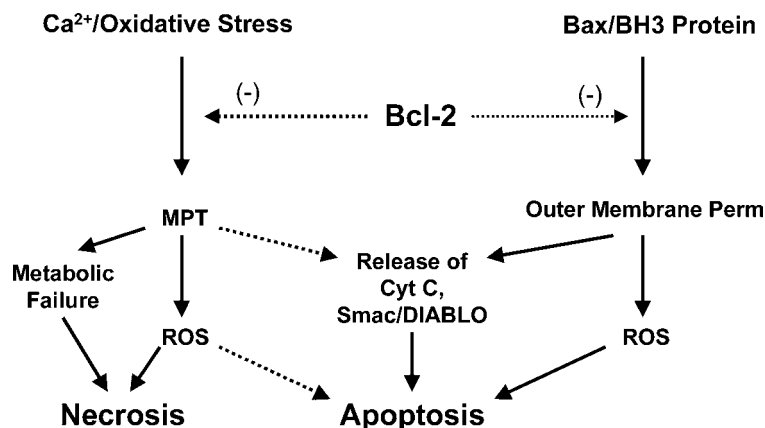 Ca²⁺/Oxidative Stress
Bax/BH3 Protein
(-)
(-)
Bcl-2
MPT
Outer Membrane Perm
Metabolic
Failure
Release of
Cyt C,
Smac/DIABLO
ROS
ROS
Necrosis
Apoptosis